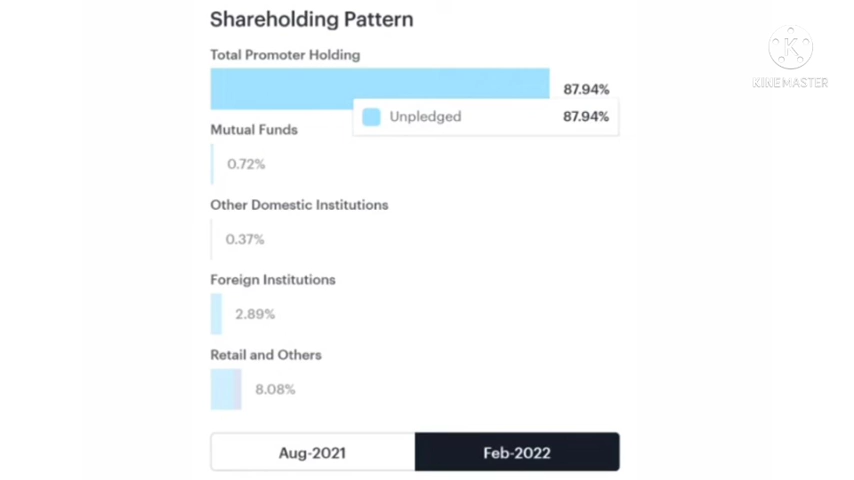 Shareholding Pattern
Total Promoter Holding
87.94%
Unpledged 87.94%
Mutual Funds
0.72%
Other Domestic Institutions
0.37%
Foreign Institutions
2.89%
Retail and Others
8.08%
Aug-2021 Feb-2022
K
KINEMASTER